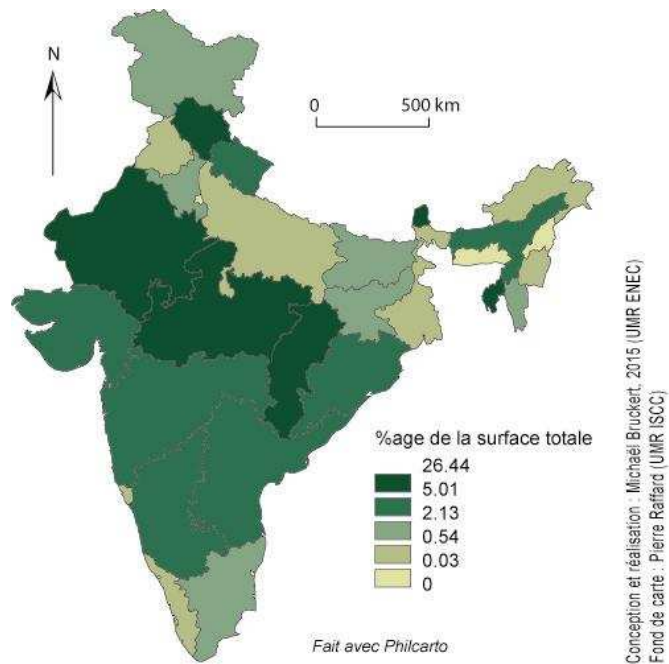 N
0 500 km
%age de la surface totale
26.44
5.01
2.13
0.54
0.03
0
Fait avec Philcarto
Conception et réalisation : Michaël Bruckert, 2015 (UMR ENEC)
Fond de carte : Pierre Raffard (UMR ISCC)